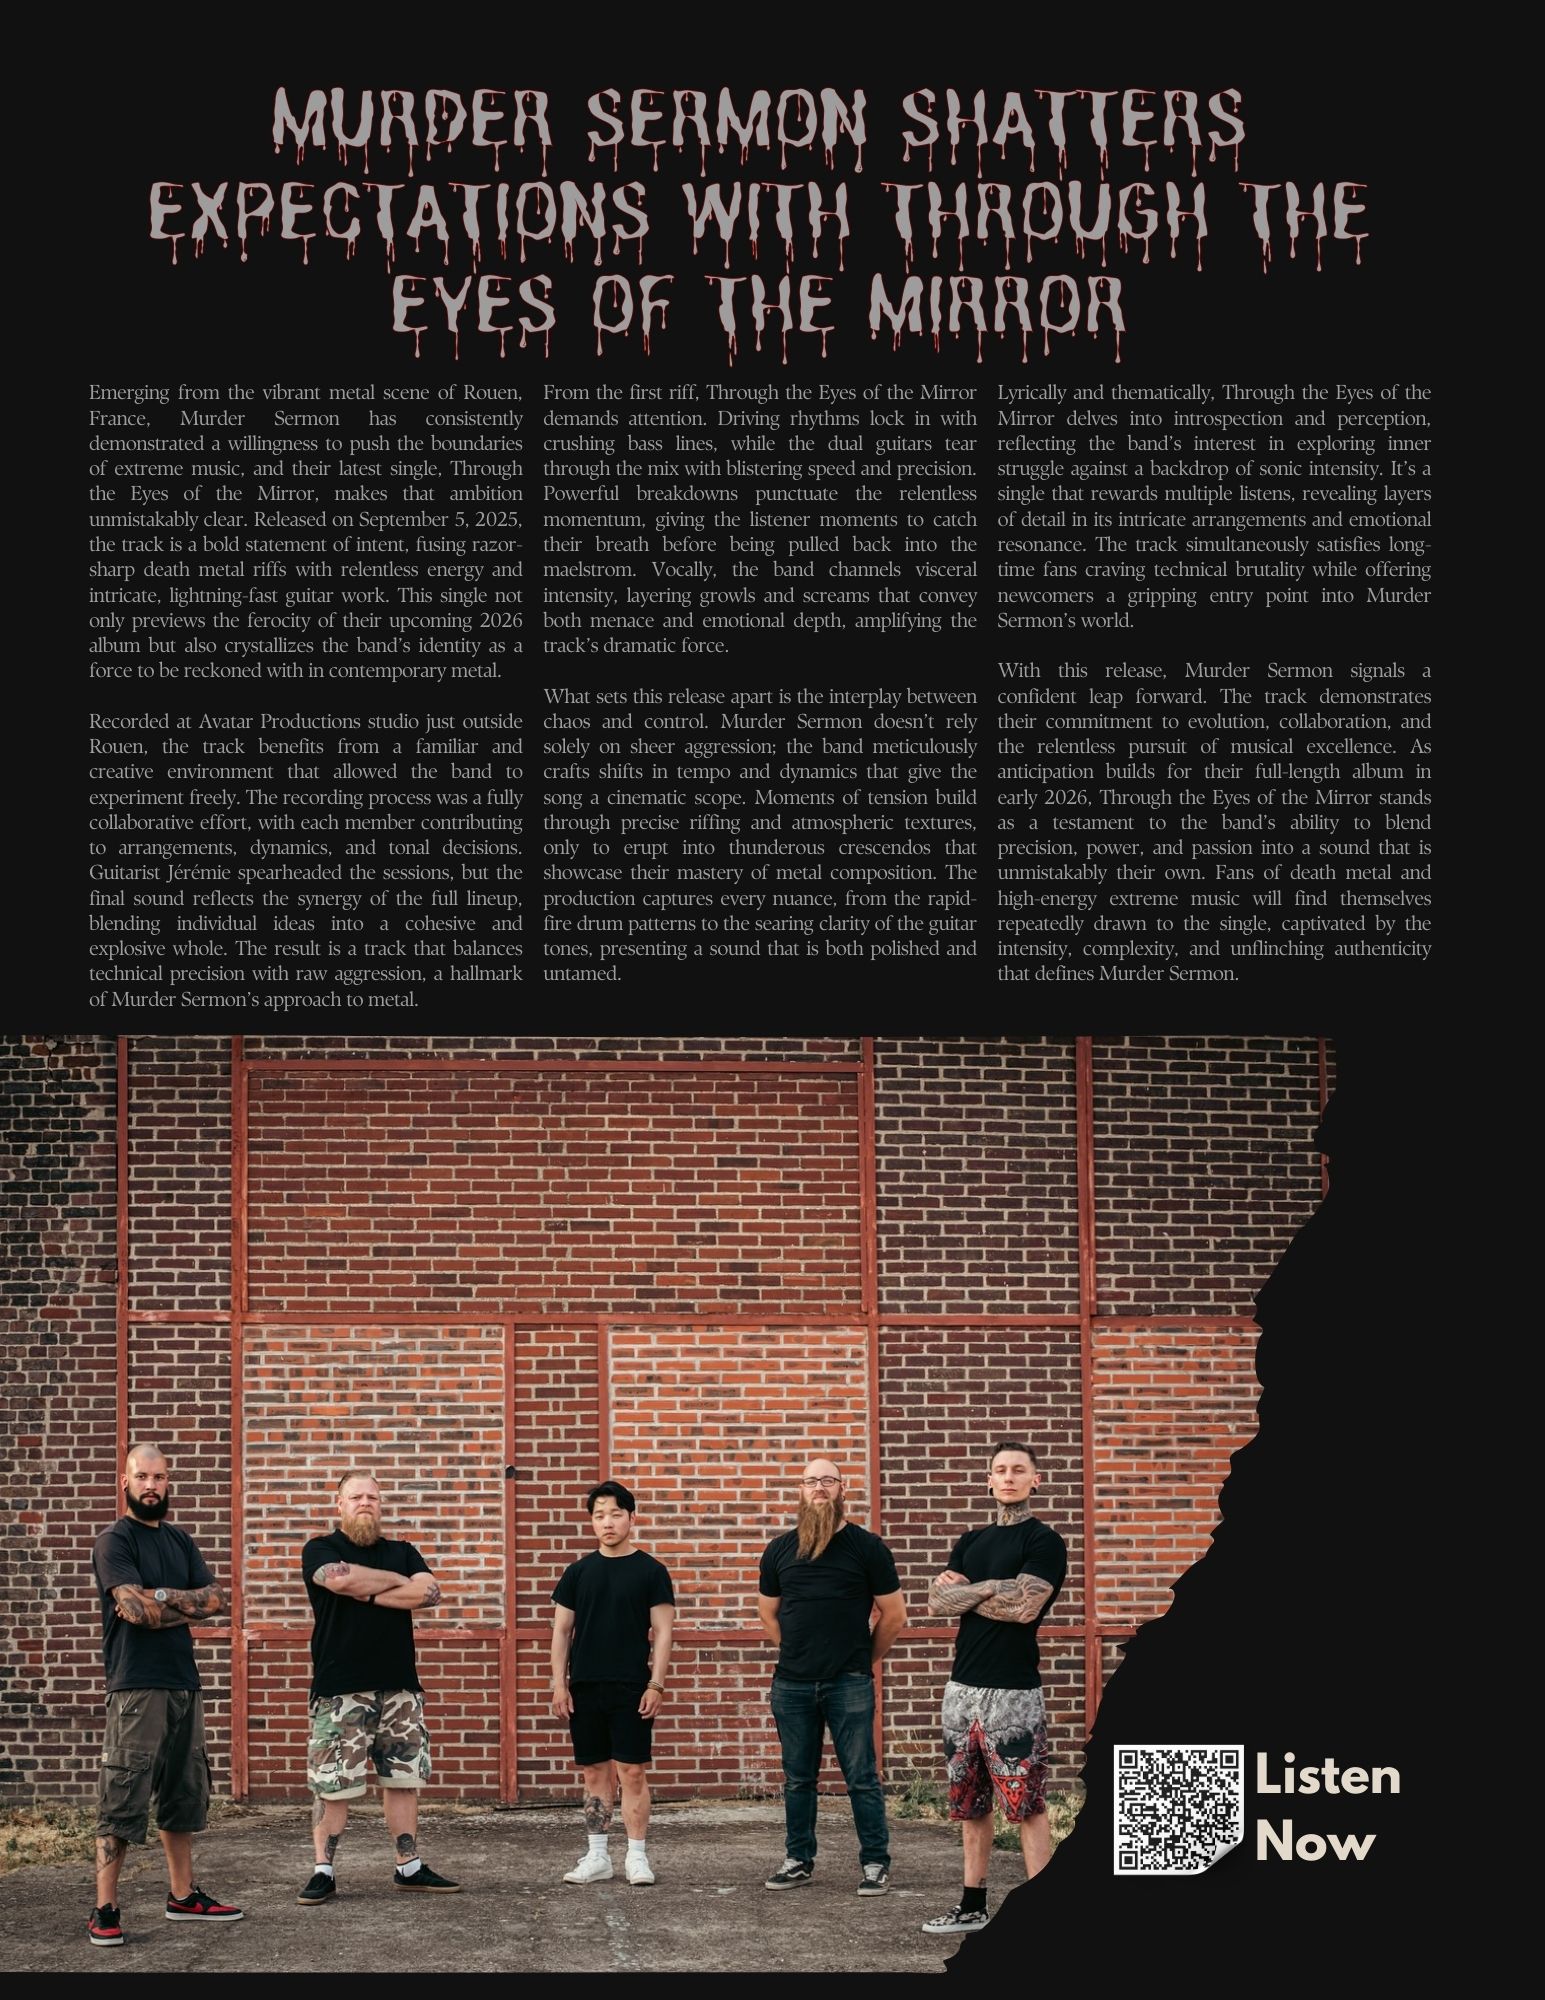 MURDER SERMON SHATTERS
EXPECTATIONS WITH THROUGH THE
EYES OF THE MIRROR
Emerging from the vibrant metal scene of Rouen,
France, Murder Sermon has consistently
demonstrated a willingness to push the boundaries
of extreme music, and their latest single, Through
the Eyes of the Mirror, makes that ambition
unmistakably clear. Released on September 5, 2025,
the track is a bold statement of intent, fusing razor-
sharp death metal riffs with relentless energy and
intricate, lightning-fast guitar work. This single not
only previews the ferocity of their upcoming 2026
album but also crystallizes the band's identity as a
force to be reckoned with in contemporary metal.
Recorded at Avatar Productions studio just outside
Rouen, the track benefits from a familiar and
creative environment that allowed the band to
experiment freely. The recording process was a fully
collaborative effort, with each member contributing
to arrangements, dynamics, and tonal decisions.
Guitarist Jérémie spearheaded the sessions, but the
final sound reflects the synergy of the full lineup,
blending individual ideas into a cohesive and
explosive whole. The result is a track that balances
technical precision with raw aggression, a hallmark
of Murder Sermon's approach to metal.
From the first riff, Through the Eyes of the Mirror
demands attention. Driving rhythms lock in with
crushing bass lines, while the dual guitars tear
through the mix with blistering speed and precision.
Powerful breakdowns punctuate the relentless
momentum, giving the listener moments to catch
their breath before being pulled back into the
maelstrom. Vocally, the band channels visceral
intensity, layering growls and screams that convey
both menace and emotional depth, amplifying the
track's dramatic force.
What sets this release apart is the interplay between
chaos and control. Murder Sermon doesn't rely
solely on sheer aggression; the band meticulously
crafts shifts in tempo and dynamics that give the
song a cinematic scope. Moments of tension build
through precise riffing and atmospheric textures,
only to erupt into thunderous crescendos that
showcase their mastery of metal composition. The
production captures every nuance, from the rapid-
fire drum patterns to the searing clarity of the guitar
tones, presenting a sound that is both polished and
untamed.
Lyrically and thematically, Through the Eyes of the
Mirror delves into introspection and perception,
reflecting the band's interest in exploring inner
struggle against a backdrop of sonic intensity. It's a
single that rewards multiple listens, revealing layers
of detail in its intricate arrangements and emotional
resonance. The track simultaneously satisfies long-
time fans craving technical brutality while offering
newcomers a gripping entry point into Murder
Sermon's world.
With this release, Murder Sermon signals a
confident leap forward. The track demonstrates
their commitment to evolution, collaboration, and
the relentless pursuit of musical excellence. As
anticipation builds for their full-length album in
early 2026, Through the Eyes of the Mirror stands
as a testament to the band's ability to blend
precision, power, and passion into a sound that is
unmistakably their own. Fans of death metal and
high-energy extreme music will find themselves
repeatedly drawn to the single, captivated by the
intensity, complexity, and unflinching authenticity
that defines Murder Sermon.
Listen
Now